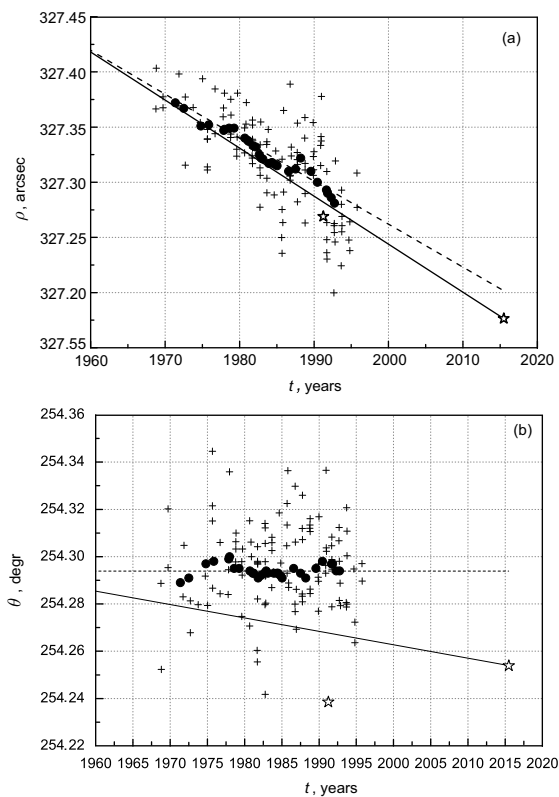 327.45
(a)
327.40
327.35
327.30
327.25
327.20
327.55
ρ, arcsec
1960 1970 1980 1990 2000 2010 2020
t, years
254.36
(b)
254.34
254.32
254.30
254.28
254.26
254.24
254.22
θ, degr
1960 1965 1970 1975 1980 1985 1990 1995 2000 2005 2010 2015 2020
t, years